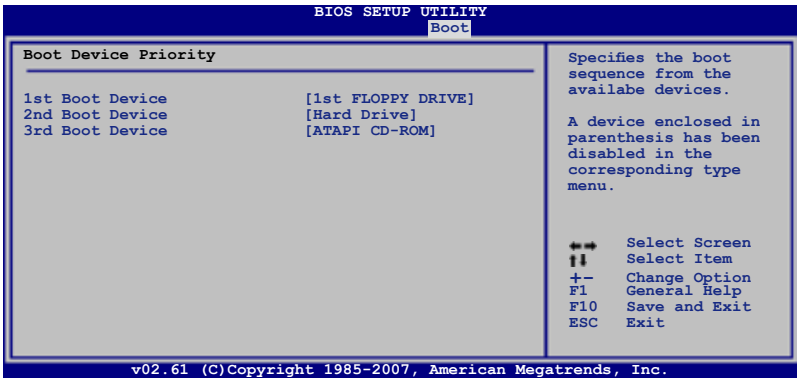 BIOS SETUP UTILITY
Boot
Boot Device Priority
1st Boot Device [1st FLOPPY DRIVE]
2nd Boot Device [Hard Drive]
3rd Boot Device [ATAPI CD-ROM]
Specifies the boot
sequence from the
availabe devices.
A device enclosed in
parenthesis has been
disabled in the
corresponding type
menu.
←→ Select Screen
↑↓ Select Item
+- Change Option
F1 General Help
F10 Save and Exit
ESC Exit
v02.61 (C)Copyright 1985-2007, American Megatrends, Inc.